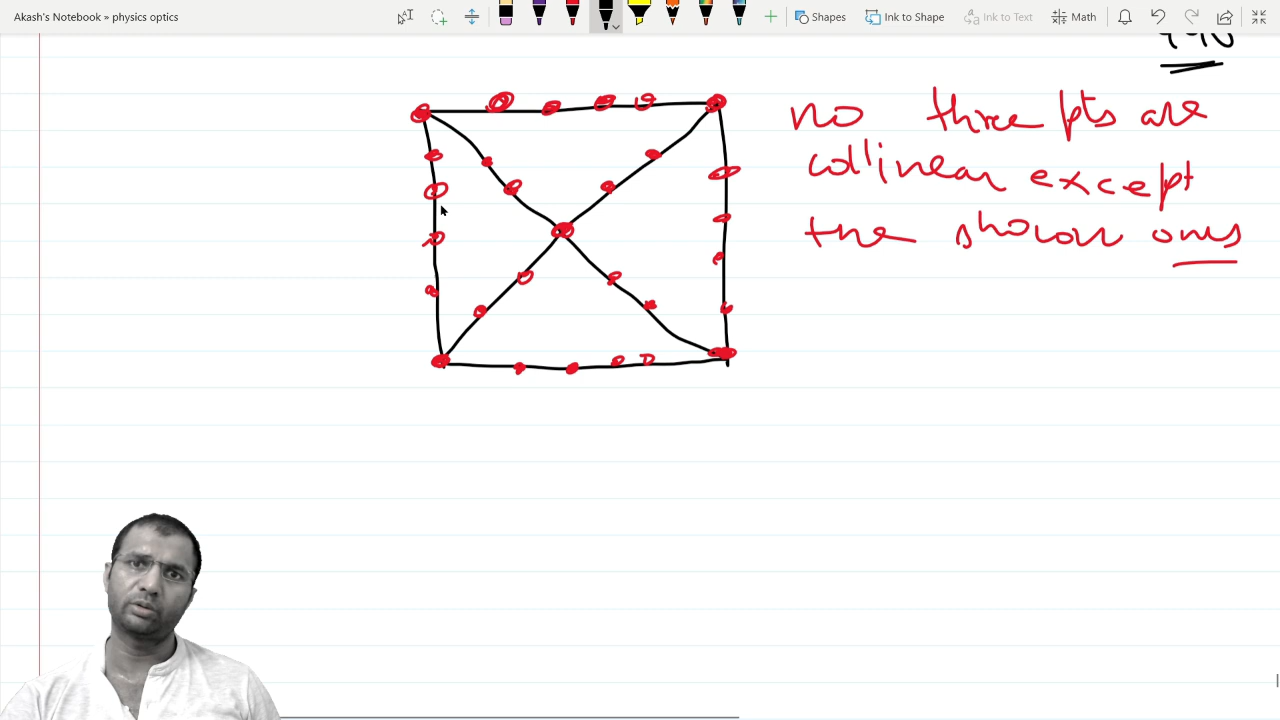 Akash's Notebook » physics optics
Shapes
Ink to Shape
Ink to Text
Math
no three pts are
collinear except
the shown ones